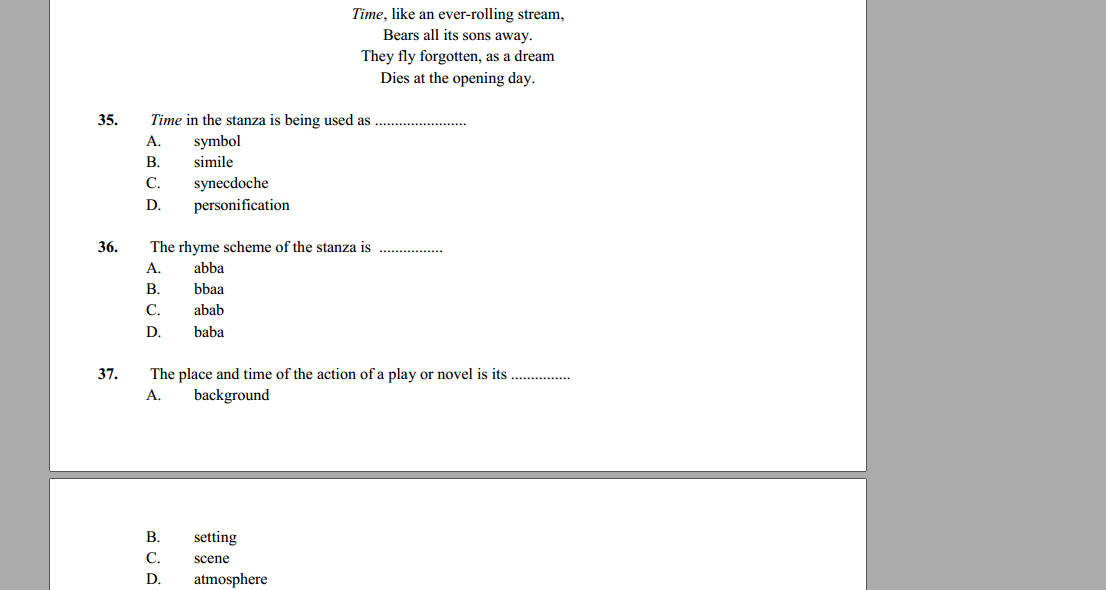 Time, like an ever-rolling stream,
Bears all its sons away.
They fly forgotten, as a dream
Dies at the opening day.
35. Time in the stanza is being used as .......................
A. symbol
B. simile
C. synecdoche
D. personification
36. The rhyme scheme of the stanza is ................
A. abba
B. bbaa
C. abab
D. baba
37. The place and time of the action of a play or novel is its ...............
A. background
B. setting
C. scene
D. atmosphere